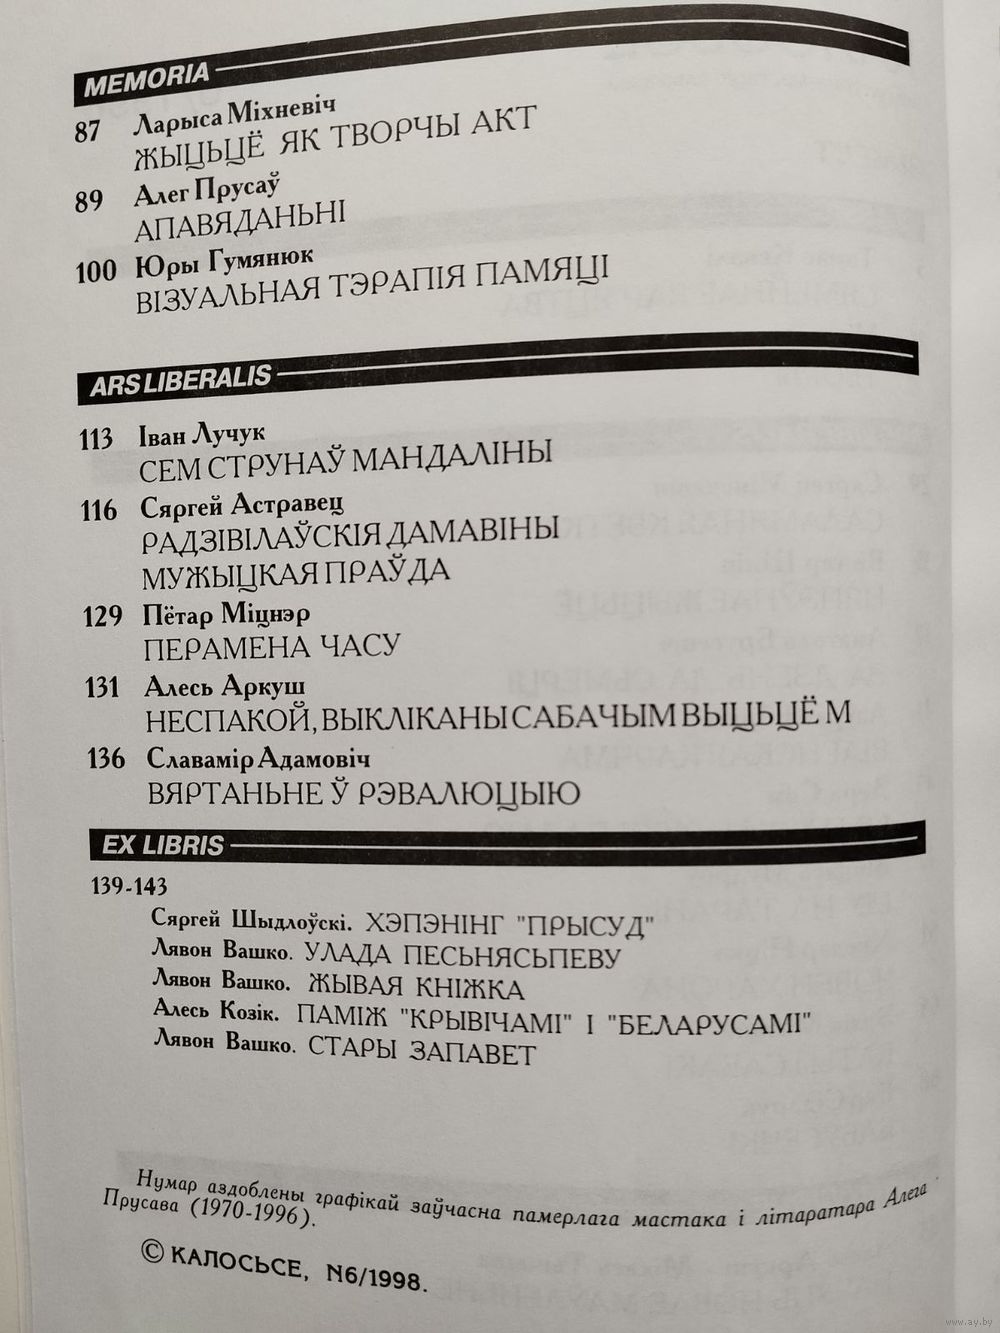 MEMORIA
87 Ларыса Міхневіч
ЖЫЦЬЦЁ ЯК ТВОРЧЫ АКТ
89 Алег Прусаў
АПАВЯДАНЬНІ
100 Юры Гумянюк
ВІЗУАЛЬНАЯ ТЭРАПІЯ ПАМЯЦІ
ARS LIBERALIS
113 Іван Лучук
СЕМ СТРУНАЎ МАНДАЛІНЫ
116 Сяргей Астравец
РАДЗІВІЛАЎСКІЯ ДАМАВІНЫ
МУЖЫЦКАЯ ПРАЎДА
129 Пётар Міцнэр
ПЕРАМЕНА ЧАСУ
131 Алесь Аркуш
НЕСПАКОЙ, ВЫКЛІКАНЫ САБАЧЫМ ВЫЦЬЦЁ М
136 Славамір Адамовіч
ВЯРТАНЬНЕ Ў РЭВАЛЮЦЫЮ
EX LIBRIS
139-143
Сяргей Шыдлоўскі. ХЭПЭНІНГ "ПРЫСУД"
Лявон Вашко. УЛАДА ПЕСЬНЯСЬПЕВУ
Лявон Вашко. ЖЫВАЯ КНІЖКА
Алесь Козік. ПАМІЖ "КРЫВІЧАМІ" І "БЕЛАРУСАМІ"
Лявон Вашко. СТАРЫ ЗАПАВЕТ
Нумар аздоблены графікай заўчасна памерлага мастака і літаратара Алега
Прусава (1970-1996).
© КАЛОСЬСЕ, N6/1998.
www.ay.by